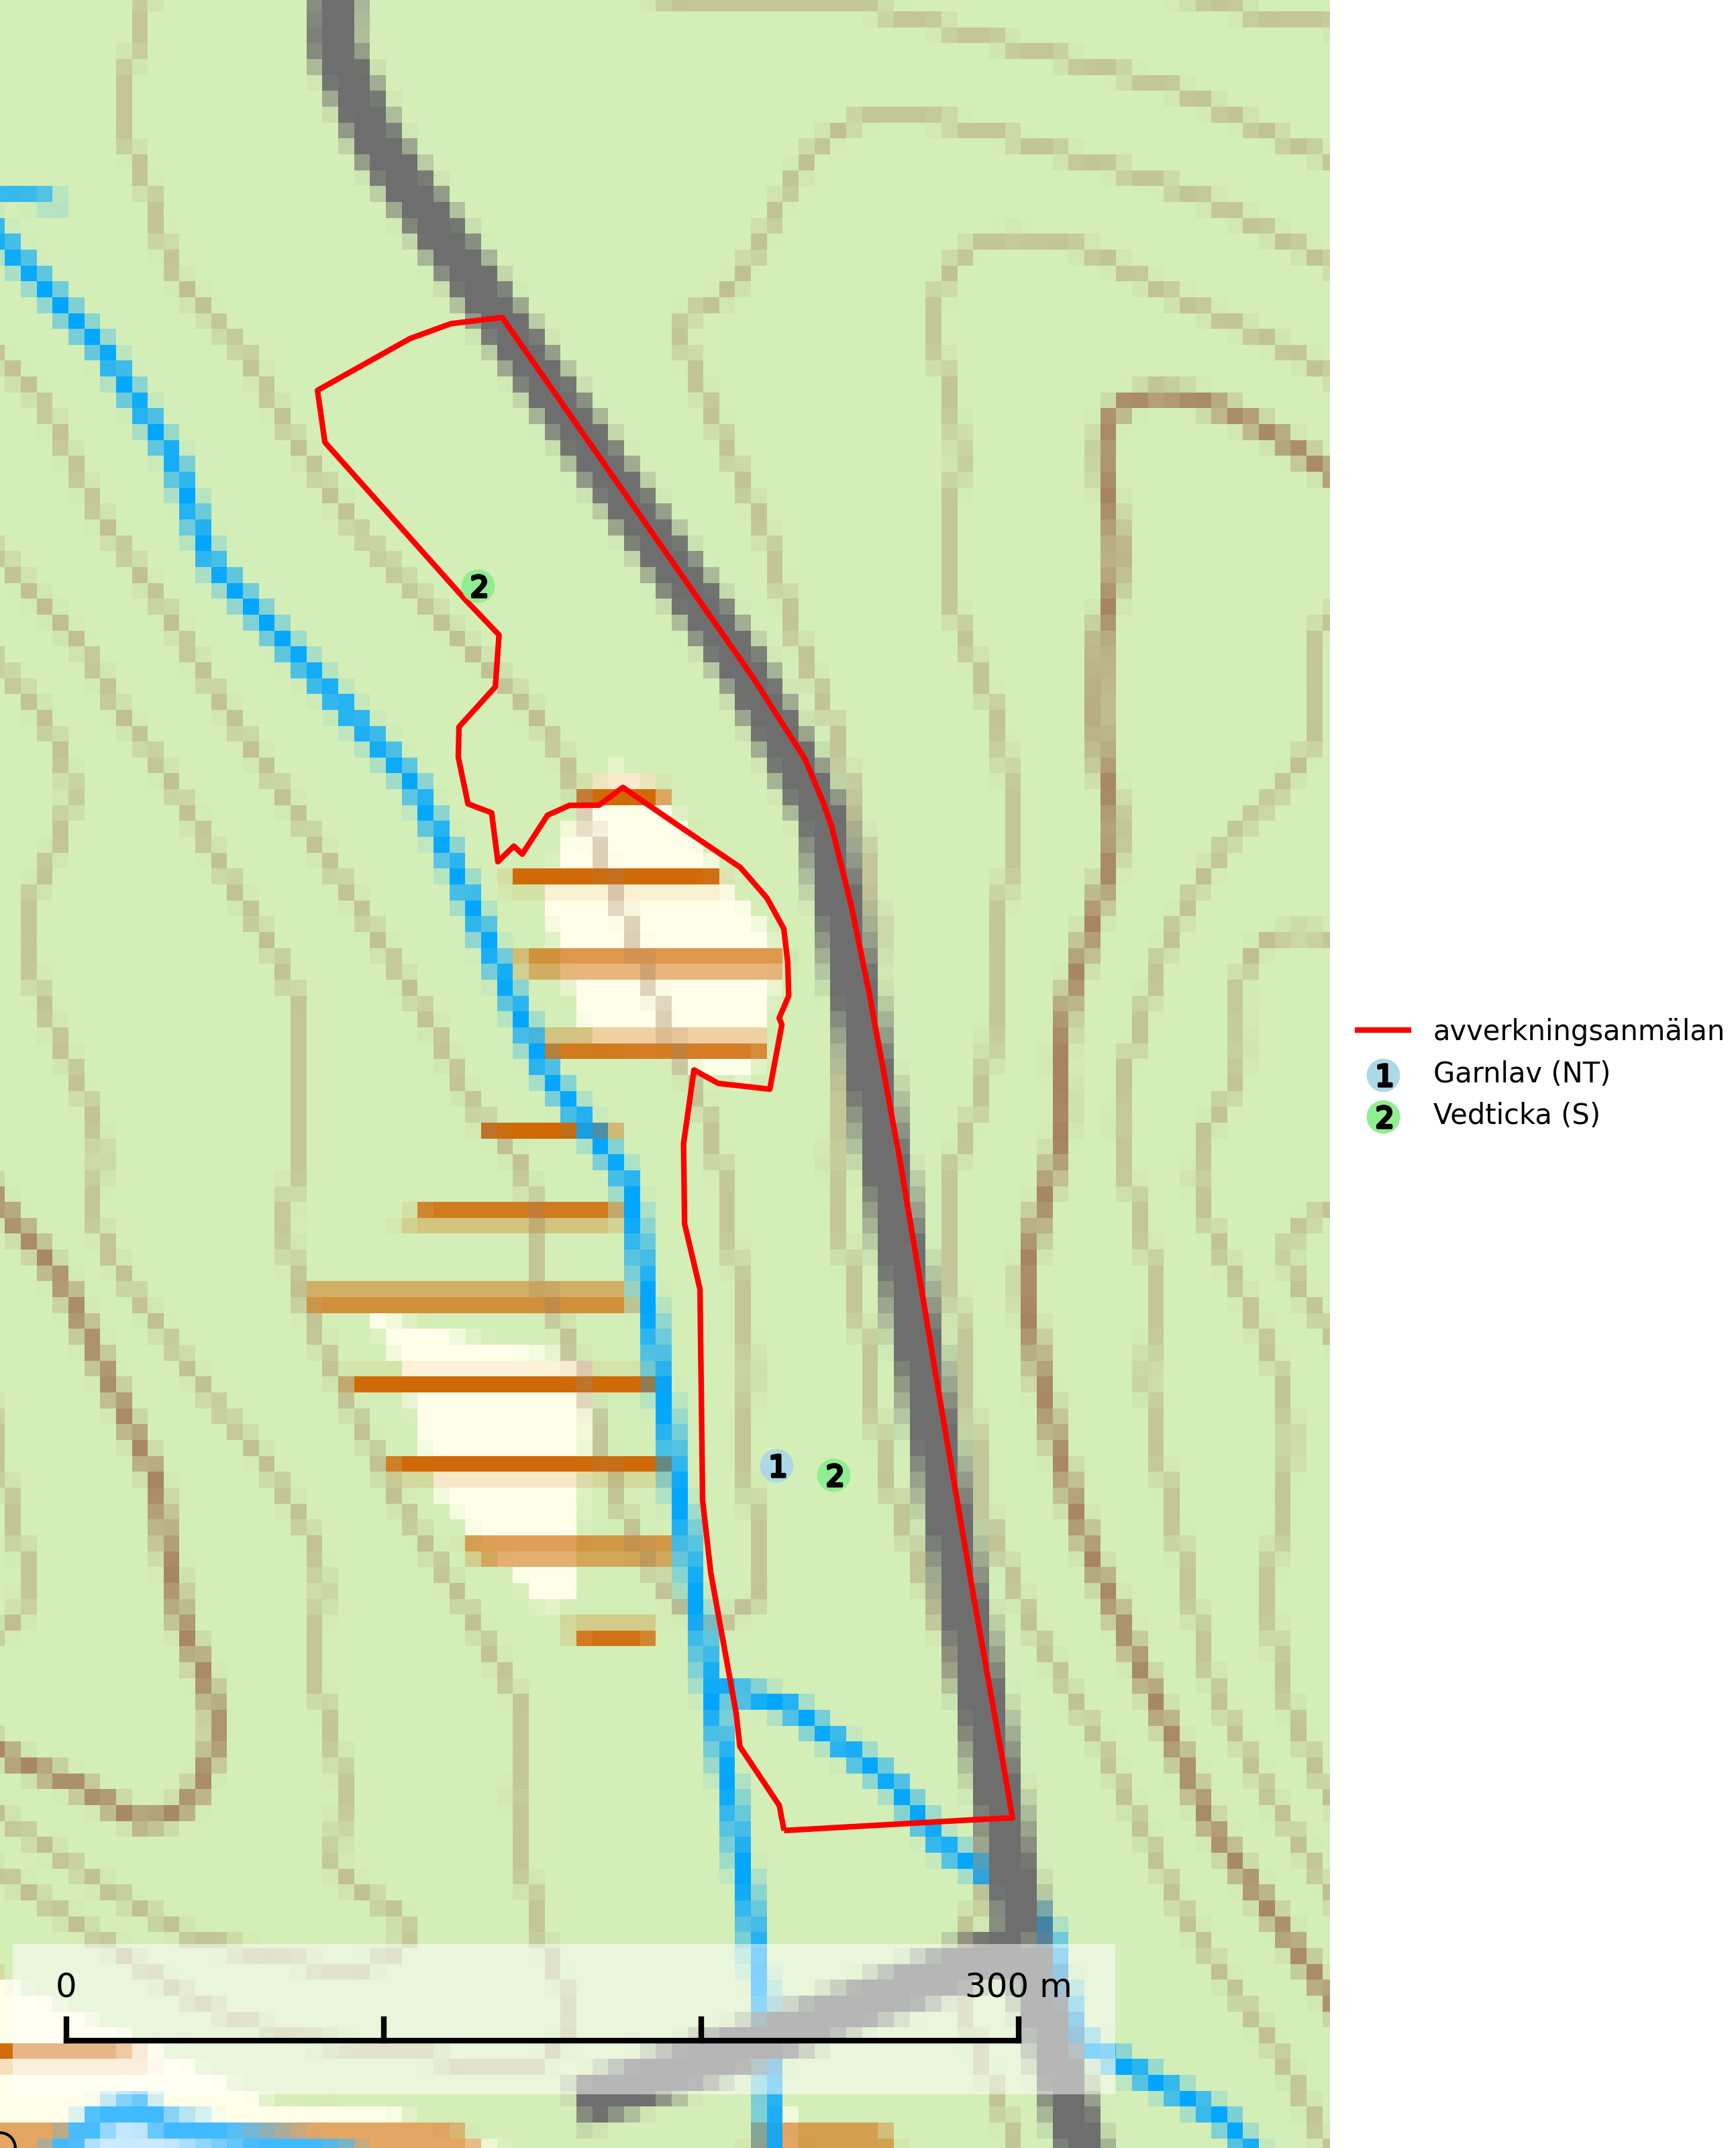 2
avverkningsanmälan
1 Garnlav (NT)
2 Vedticka (S)
1 2
0 300 m